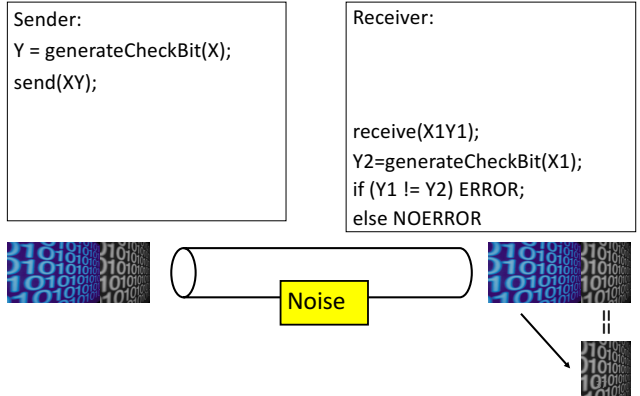 Sender:
Y = generateCheckBit(X);
send(XY);
Receiver:
receive(X1Y1);
Y2=generateCheckBit(X1);
if (Y1 != Y2) ERROR;
else NOERROR
Noise
=